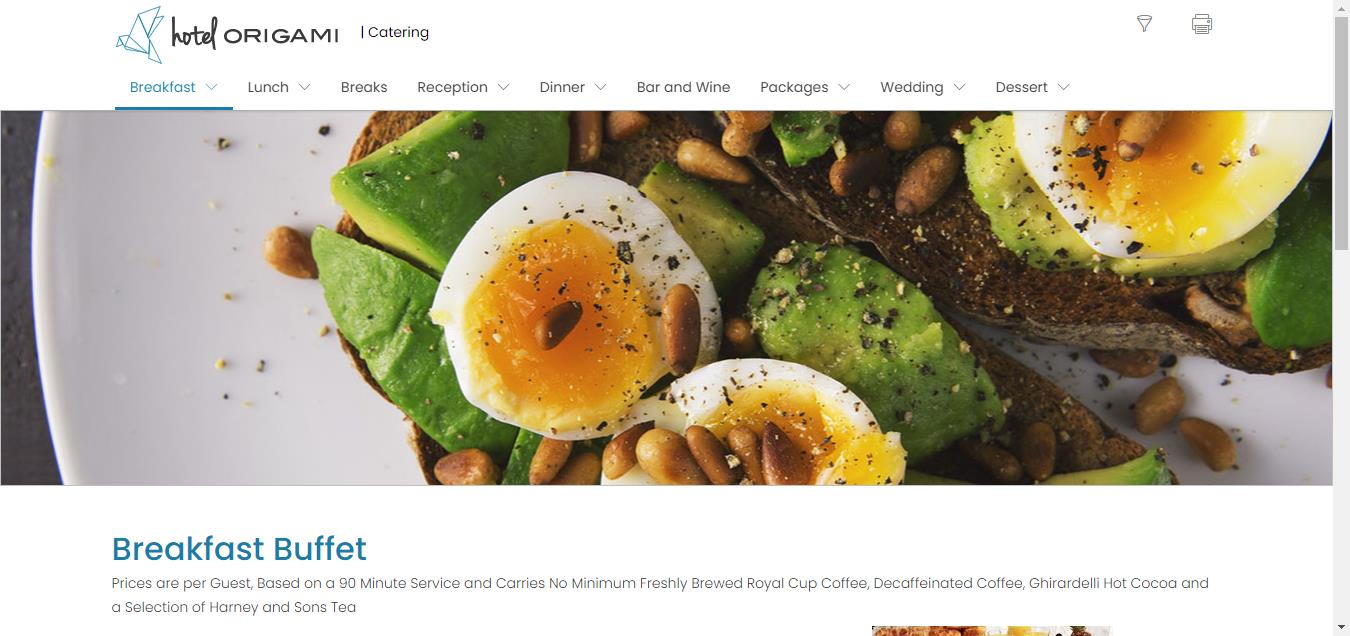 hotel ORIGAMI | Catering
Breakfast Lunch Breaks Reception Dinner Bar and Wine Packages Wedding Dessert
Breakfast Buffet
Prices are per Guest, Based on a 90 Minute Service and Carries No Minimum Freshly Brewed Royal Cup Coffee, Decaffeinated Coffee, Ghirardelli Hot Cocoa and
a Selection of Harney and Sons Tea